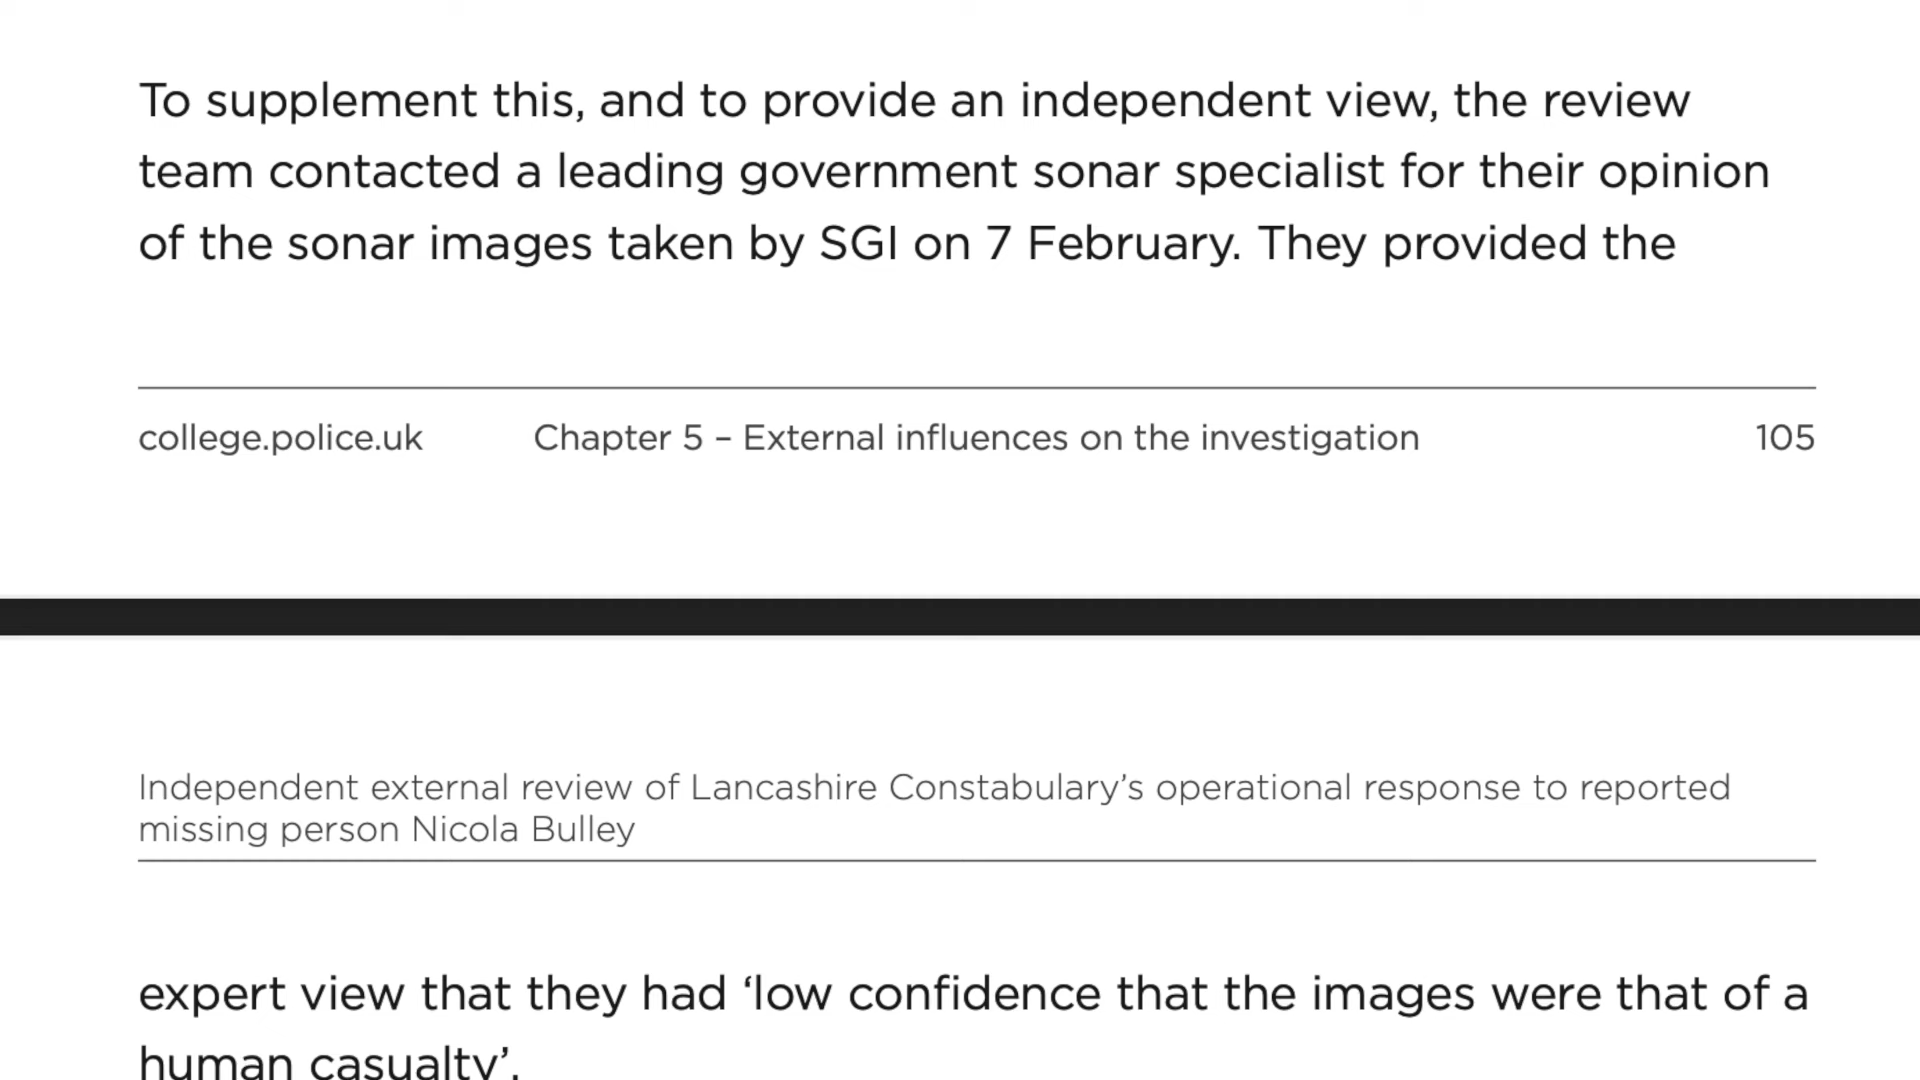 To supplement this, and to provide an independent view, the review
team contacted a leading government sonar specialist for their opinion
of the sonar images taken by SGI on 7 February. They provided the
college.police.uk Chapter 5 – External influences on the investigation 105
Independent external review of Lancashire Constabulary’s operational response to reported
missing person Nicola Bulley
expert view that they had ‘low confidence that the images were that of a
human casualty’.